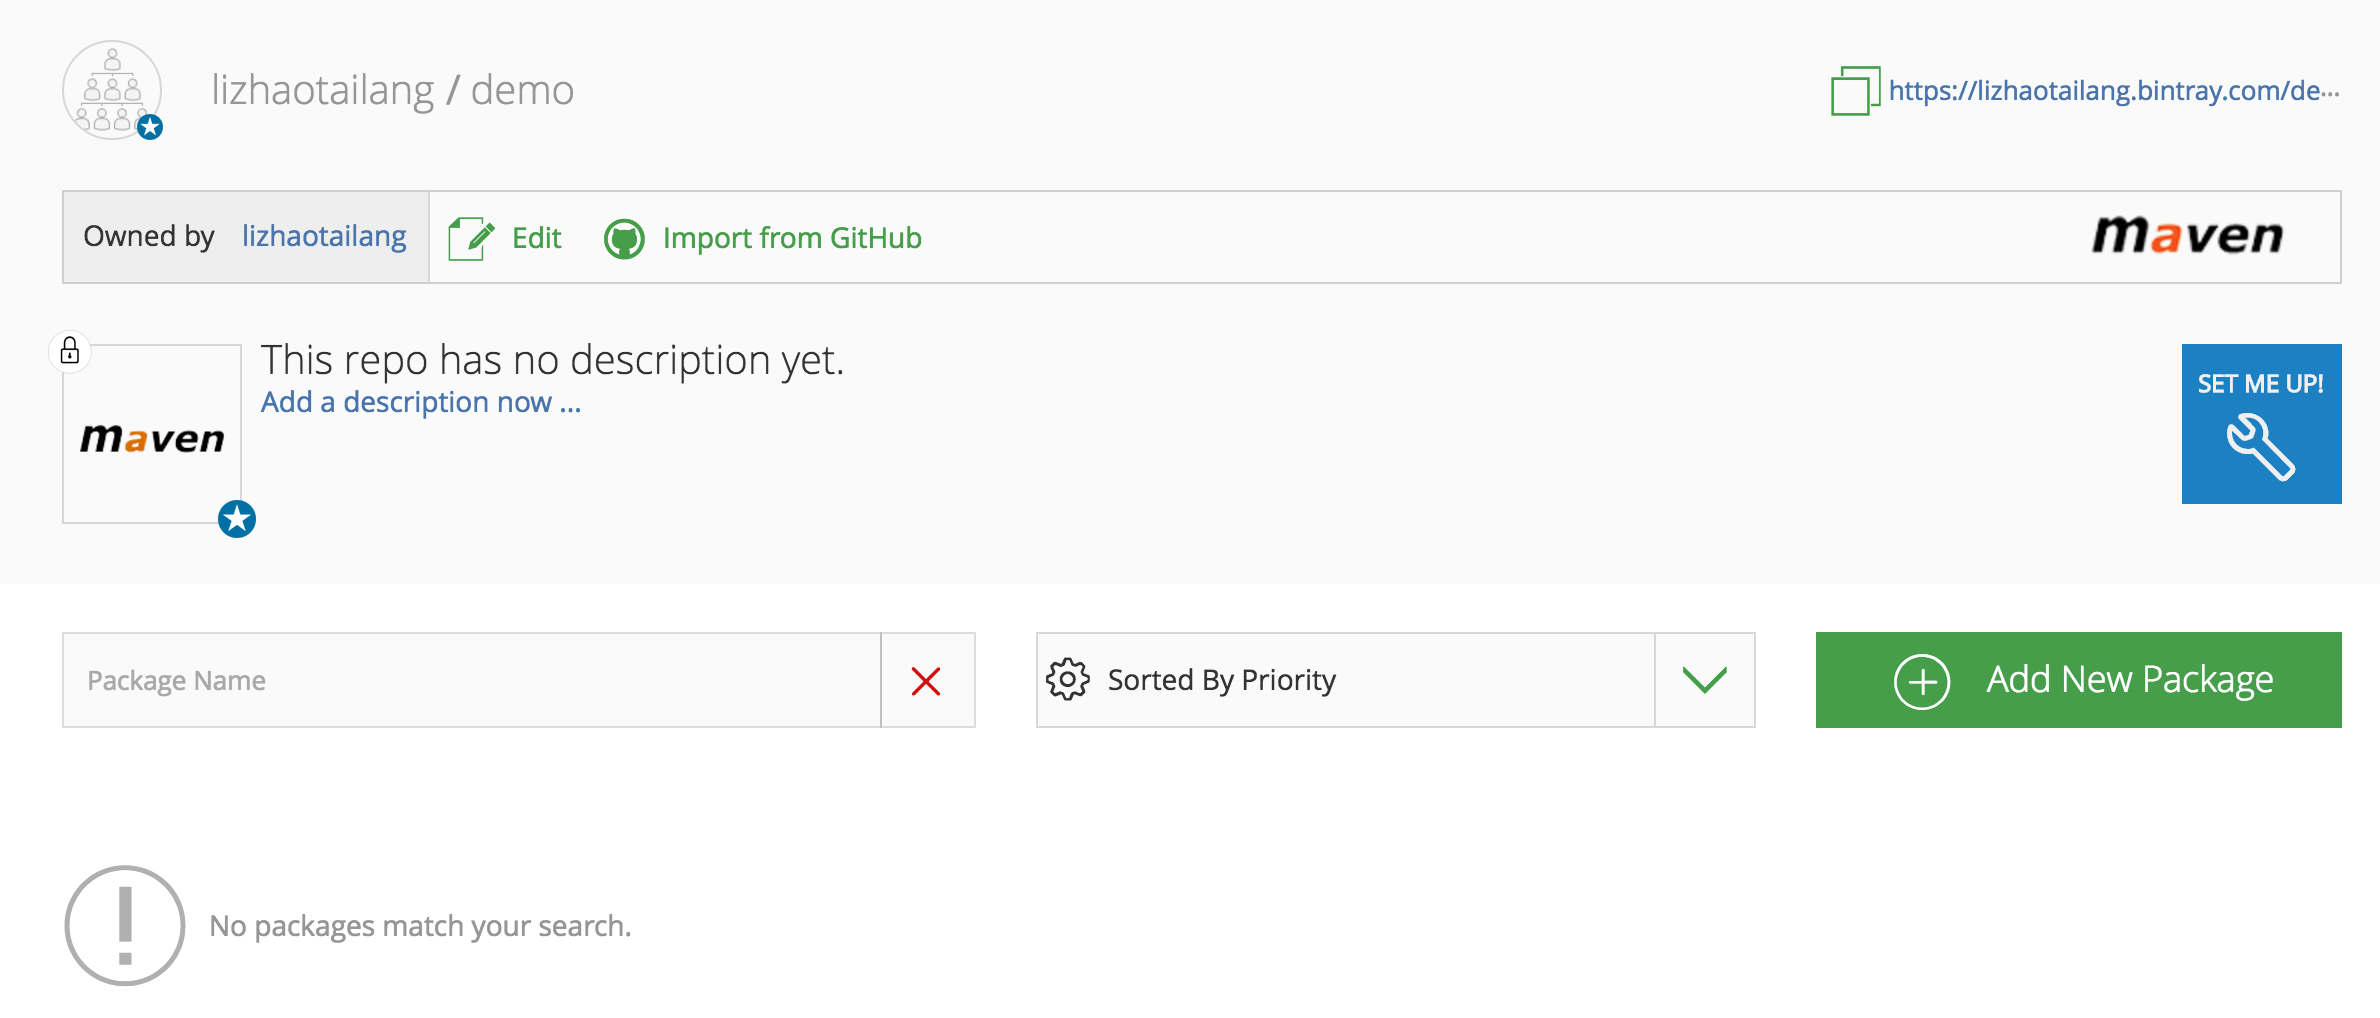 lizhaotailang / demo
https://lizhaotailang.bintray.com/de...
Owned by lizhaotailang Edit Import from GitHub maven
This repo has no description yet.
Add a description now ...
maven
SET ME UP!
Package Name
Sorted By Priority
Add New Package
No packages match your search.